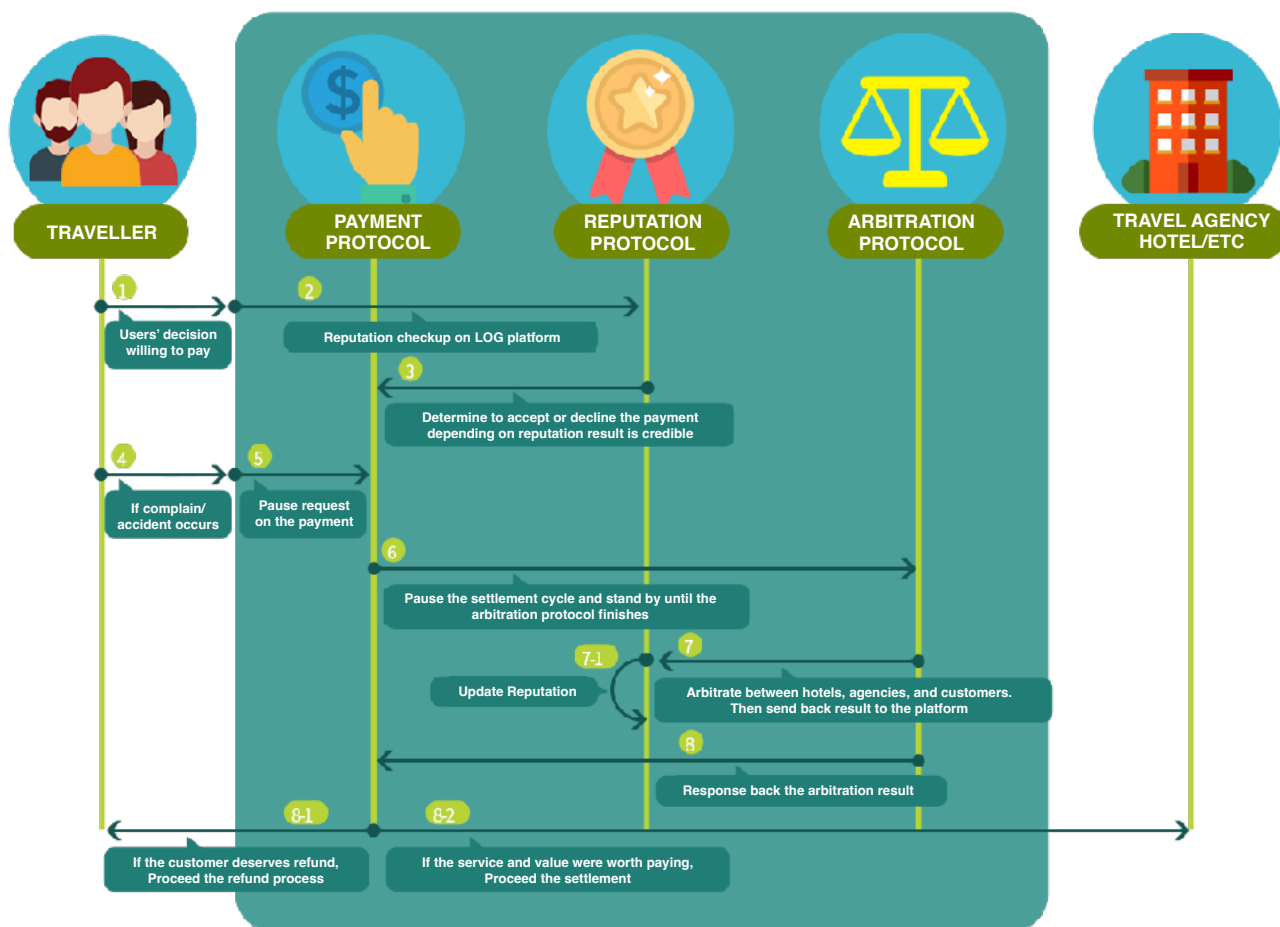 TRAVELLER
PAYMENT
PROTOCOL
REPUTATION
PROTOCOL
ARBITRATION
PROTOCOL
TRAVEL AGENCY
HOTEL/ETC
1
2
Users' decision
willing to pay
Reputation checkup on LOG platform
3
Determine to accept or decline the payment
depending on reputation result is credible
4
5
If complain/
accident occurs
Pause request
on the payment
6
Pause the settlement cycle and stand by until the
arbitration protocol finishes
7
7-1
Update Reputation
Arbitrate between hotels, agencies, and customers.
Then send back result to the platform
8
Response back the arbitration result
8-1
8-2
If the customer deserves refund,
Proceed the refund process
If the service and value were worth paying,
Proceed the settlement